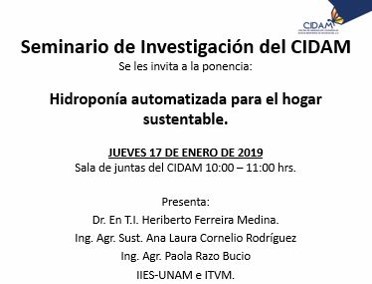 CIDAM
Seminario de Investigación del CIDAM
Se les invita a la ponencia:
Hidroponía automatizada para el hogar
sustentable.
JUEVES 17 DE ENERO DE 2019
Sala de juntas del CIDAM 10:00 – 11:00 hrs.
Presenta:
Dr. En T.I. Heriberto Ferreira Medina.
Ing. Agr. Sust. Ana Laura Cornelio Rodríguez
Ing. Agr. Paola Razo Bucio
IIES-UNAM e ITVM.